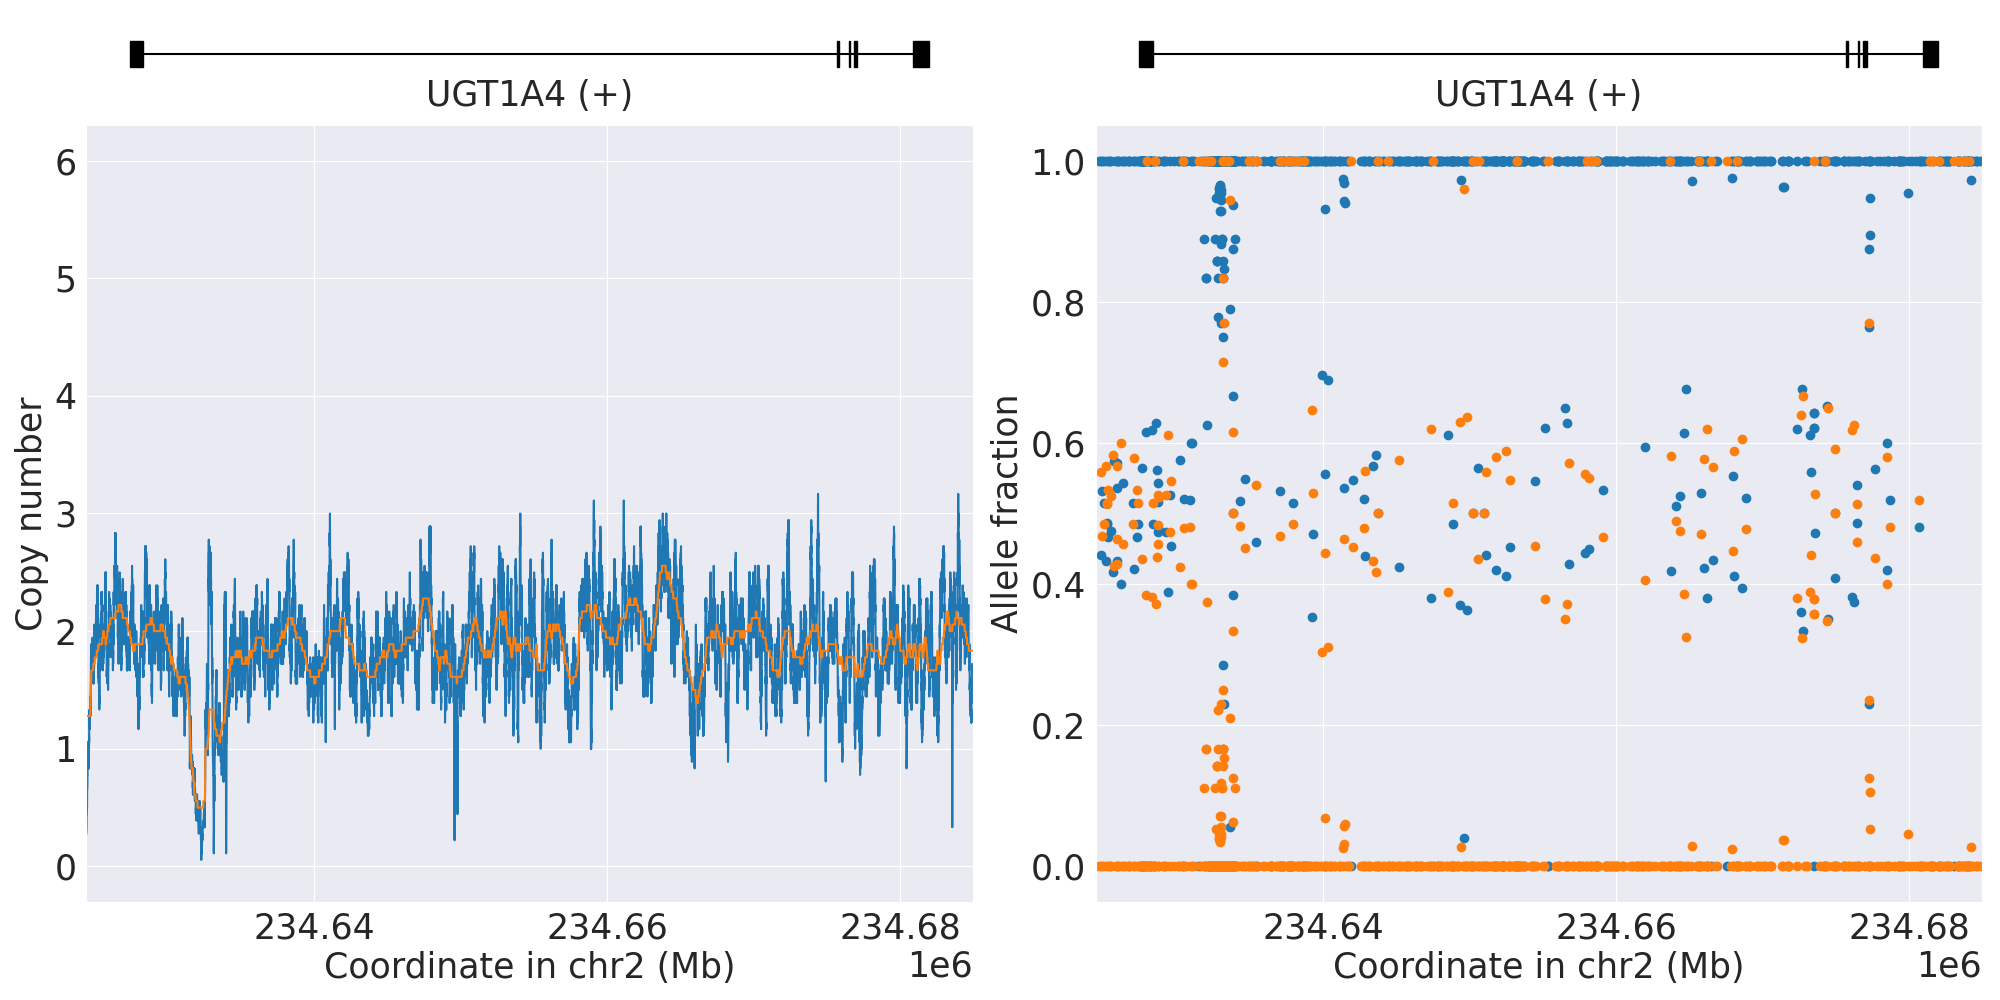 UGT1A4 (+)
Copy number
6
5
4
3
2
1
0
234.64
234.66
234.68
Coordinate in chr2 (Mb)
1e6
UGT1A4 (+)
Allele fraction
1.0
0.8
0.6
0.4
0.2
0.0
234.64
234.66
234.68
Coordinate in chr2 (Mb)
1e6